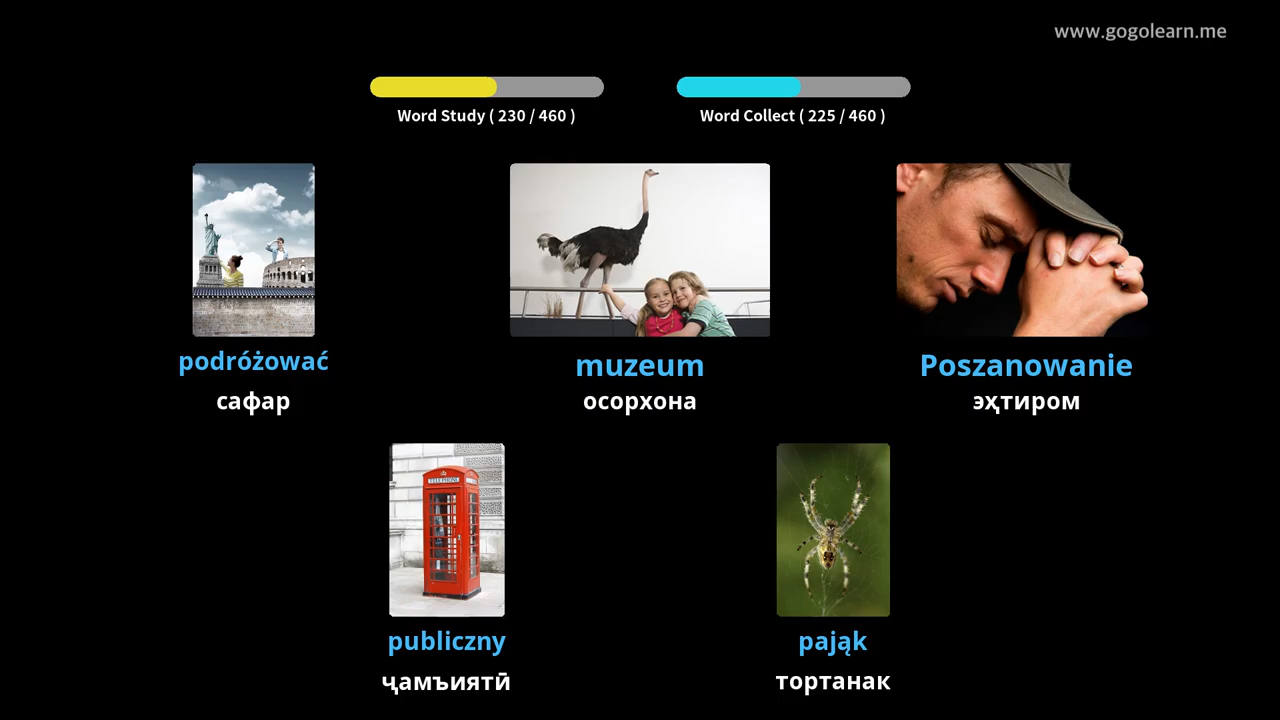 www.gogolearn.me
Word Study ( 230 / 460 )
Word Collect ( 225 / 460 )
podróżować
сафар
muzeum
осорхона
Poszanowanie
эҳтиром
TELEPHONE
publiczny
ҷамъиятӣ
pająk
тортанак